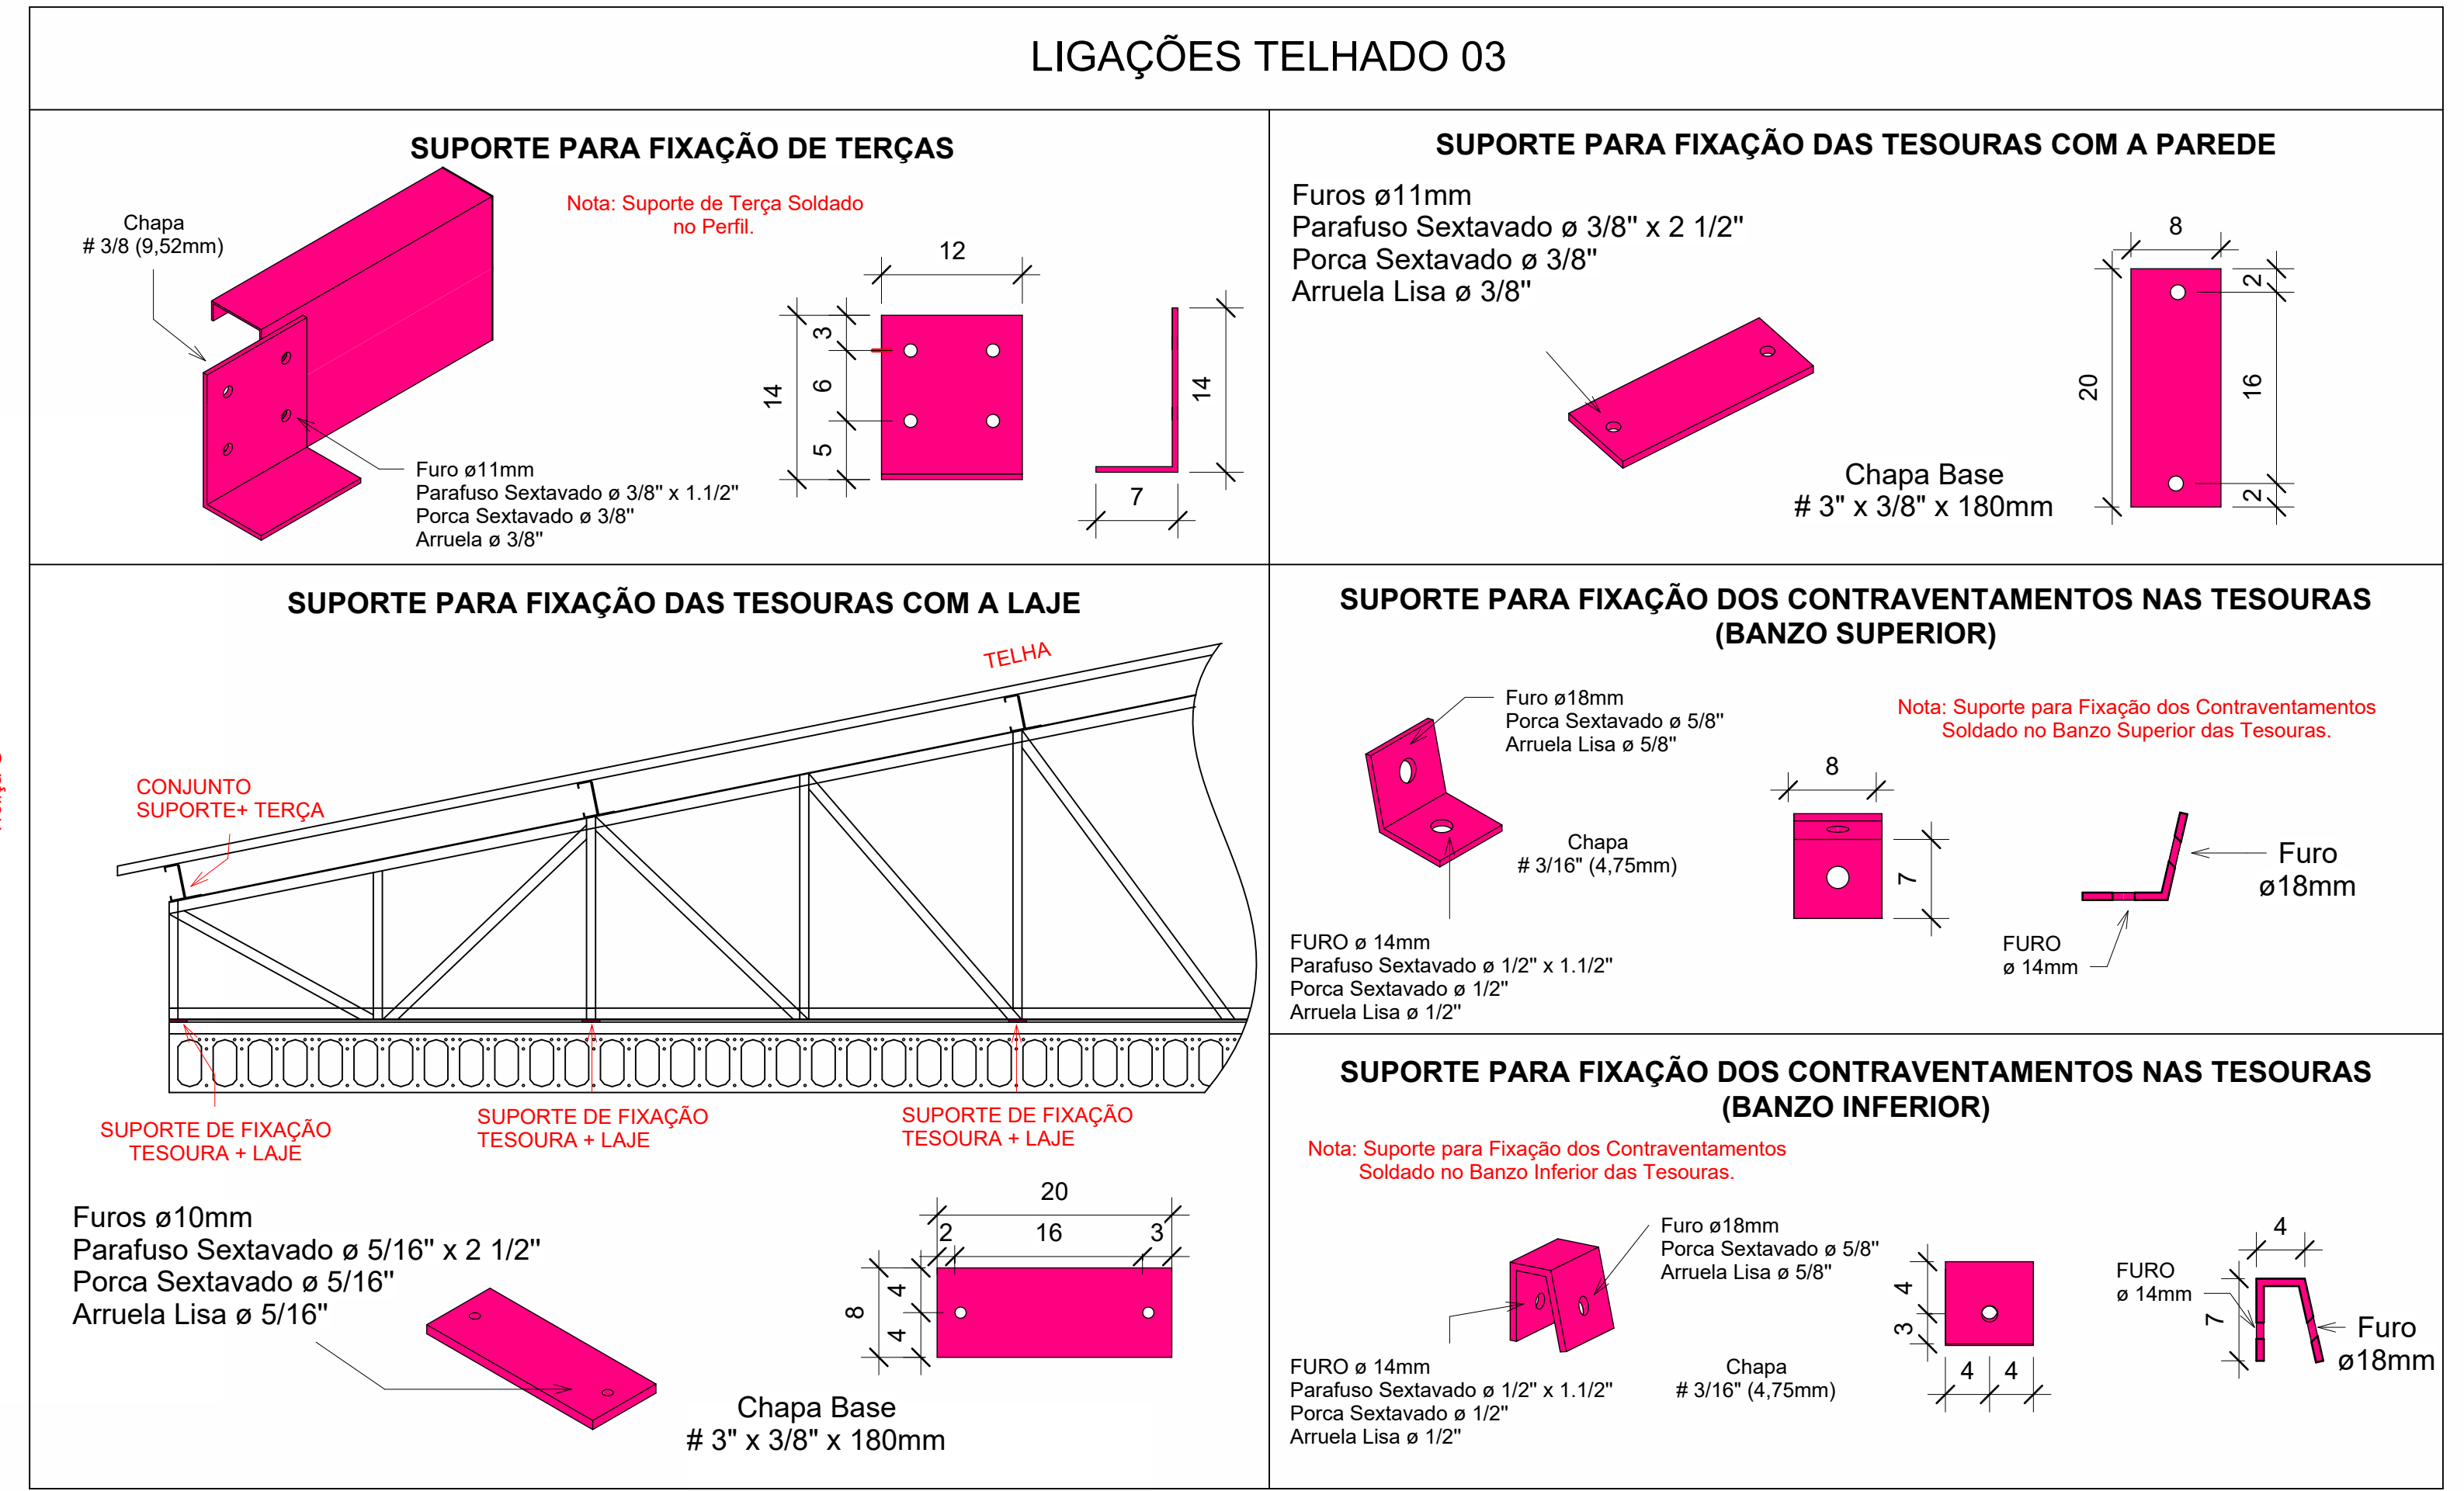 LIGAÇÕES TELHADO 03
SUPORTE PARA FIXAÇÃO DE TERÇAS
Chapa
# 3/8 (9,52mm)
Nota: Suporte de Terça Soldado
no Perfil.
12
14
3
6
5
14
7
Furo ø11mm
Parafuso Sextavado ø 3/8" x 1.1/2"
Porca Sextavado ø 3/8"
Arruela ø 3/8"
SUPORTE PARA FIXAÇÃO DAS TESOURAS COM A PAREDE
Furos ø11mm
Parafuso Sextavado ø 3/8" x 2 1/2"
Porca Sextavado ø 3/8"
Arruela Lisa ø 3/8"
8
20
2
16
2
Chapa Base
# 3" x 3/8" x 180mm
SUPORTE PARA FIXAÇÃO DAS TESOURAS COM A LAJE
TELHA
CONJUNTO
SUPORTE+ TERÇA
SUPORTE DE FIXAÇÃO
TESOURA + LAJE
SUPORTE DE FIXAÇÃO
TESOURA + LAJE
SUPORTE DE FIXAÇÃO
TESOURA + LAJE
Furos ø10mm
Parafuso Sextavado ø 5/16" x 2 1/2"
Porca Sextavado ø 5/16"
Arruela Lisa ø 5/16"
20
2
16
3
8
4
4
Chapa Base
# 3" x 3/8" x 180mm
SUPORTE PARA FIXAÇÃO DOS CONTRAVENTAMENTOS NAS TESOURAS
(BANZO SUPERIOR)
Furo ø18mm
Porca Sextavado ø 5/8"
Arruela Lisa ø 5/8"
Nota: Suporte para Fixação dos Contraventamentos
Soldado no Banzo Superior das Tesouras.
8
7
Chapa
# 3/16" (4,75mm)
Furo
ø18mm
FURO
ø 14mm
FURO ø 14mm
Parafuso Sextavado ø 1/2" x 1.1/2"
Porca Sextavado ø 1/2"
Arruela Lisa ø 1/2"
SUPORTE PARA FIXAÇÃO DOS CONTRAVENTAMENTOS NAS TESOURAS
(BANZO INFERIOR)
Nota: Suporte para Fixação dos Contraventamentos
Soldado no Banzo Inferior das Tesouras.
Furo ø18mm
Porca Sextavado ø 5/8"
Arruela Lisa ø 5/8"
4
3
4
4
4
7
FURO
ø 14mm
Furo
ø18mm
FURO ø 14mm
Parafuso Sextavado ø 1/2" x 1.1/2"
Porca Sextavado ø 1/2"
Arruela Lisa ø 1/2"
Chapa
# 3/16" (4,75mm)